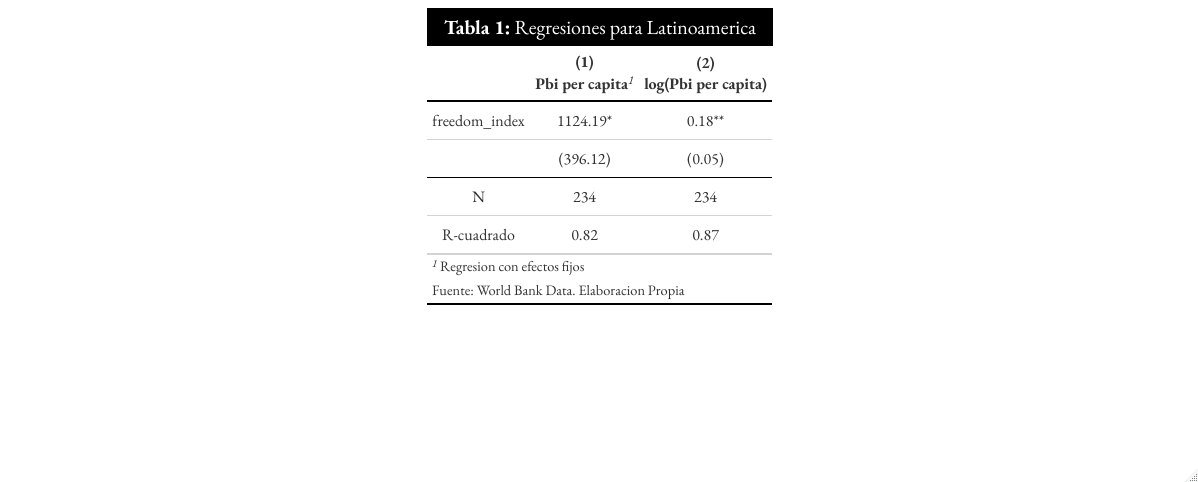 Tabla 1: Regresiones para Latinoamerica
(1) (2)
Pbi per capita¹ log(Pbi per capita)
freedom_index 1124.19* 0.18**
(396.12) (0.05)
N 234 234
R-cuadrado 0.82 0.87
¹ Regresion con efectos fijos
Fuente: World Bank Data. Elaboracion Propia